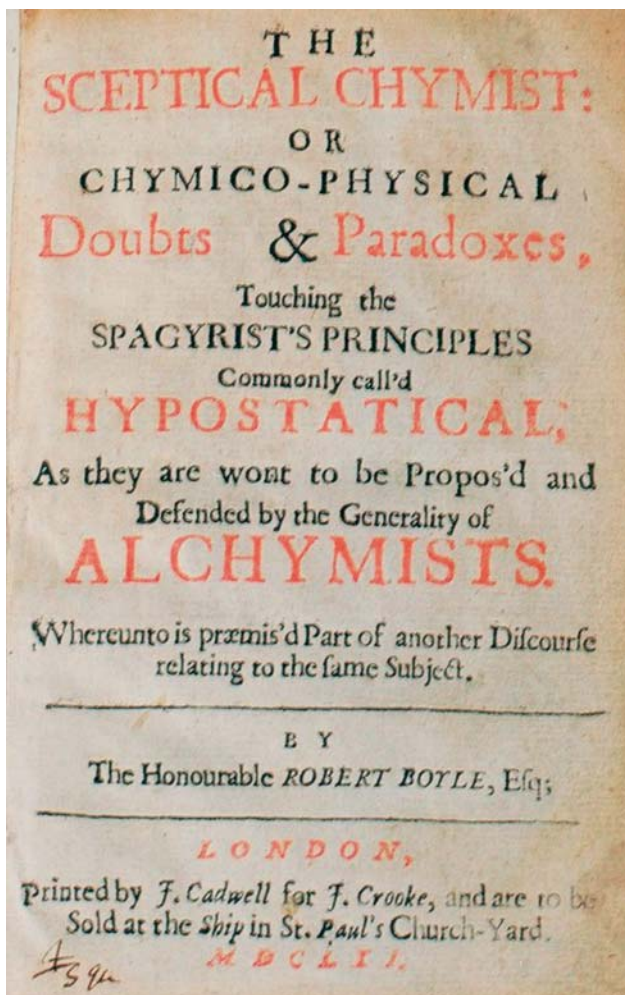 THE
SCEPTICAL CHYMIST:
OR
CHYMICO-PHYSICAL
Doubts & Paradoxes,
Touching the
SPAGYRIST'S PRINCIPLES
Commonly call'd
HYPOSTATICAL,
As they are wont to be Propos'd and
Defended by the Generality of
ALCHYMISTS.
Whereunto is præmis'd Part of another Diſcourſe
relating to the ſame Subject.
BY
The Honourable ROBERT BOYLE, Eſq;
LONDON,
Printed by J. Cadwell for J. Crooke, and are to be
Sold at the Ship in St. Paul's Church-Yard.